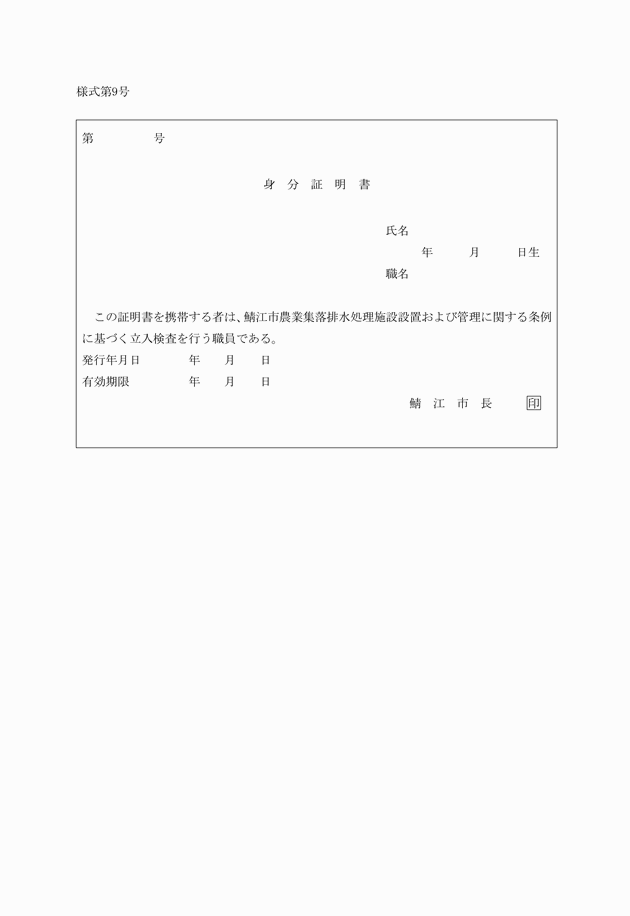 様式第9号
第　　　　　号
身　分　証　明　書
氏名
年　　　月　　　日生
職名
この証明書を携帯する者は、鯖江市農業集落排水処理施設設置および管理に関する条例
に基づく立入検査を行う職員である。
発行年月日　　　　年　　月　　日
有効期限　　　　　年　　月　　日
鯖　江　市　長　　　印